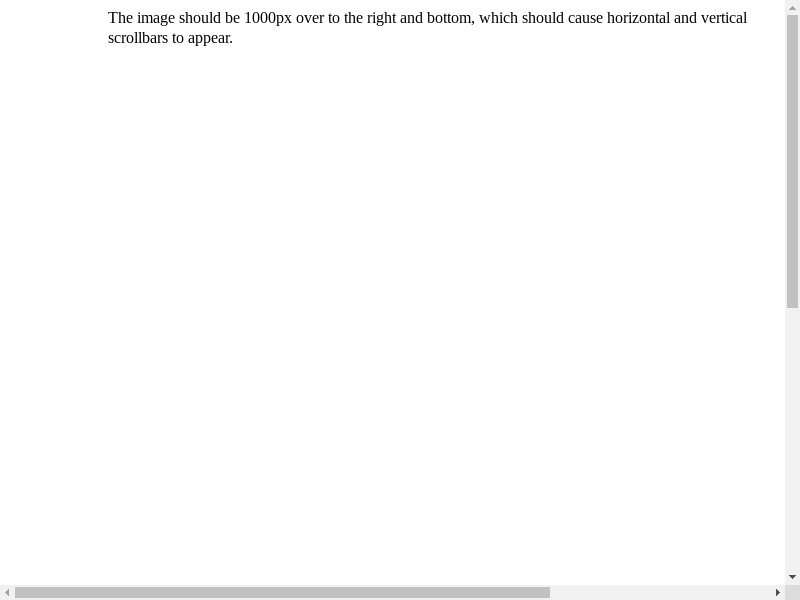 The image should be 1000px over to the right and bottom, which should cause horizontal and vertical
scrollbars to appear.